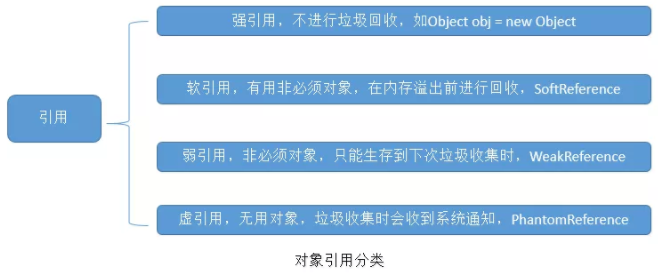 强引用，不进行垃圾回收，如Object obj = new Object
软引用，有用非必须对象，在内存溢出前进行回收，SoftReference
引用
弱引用，非必须对象，只能生存到下次垃圾收集时，WeakReference
虚引用，无用对象，垃圾收集时会收到系统通知，PhantomReference
对象引用分类